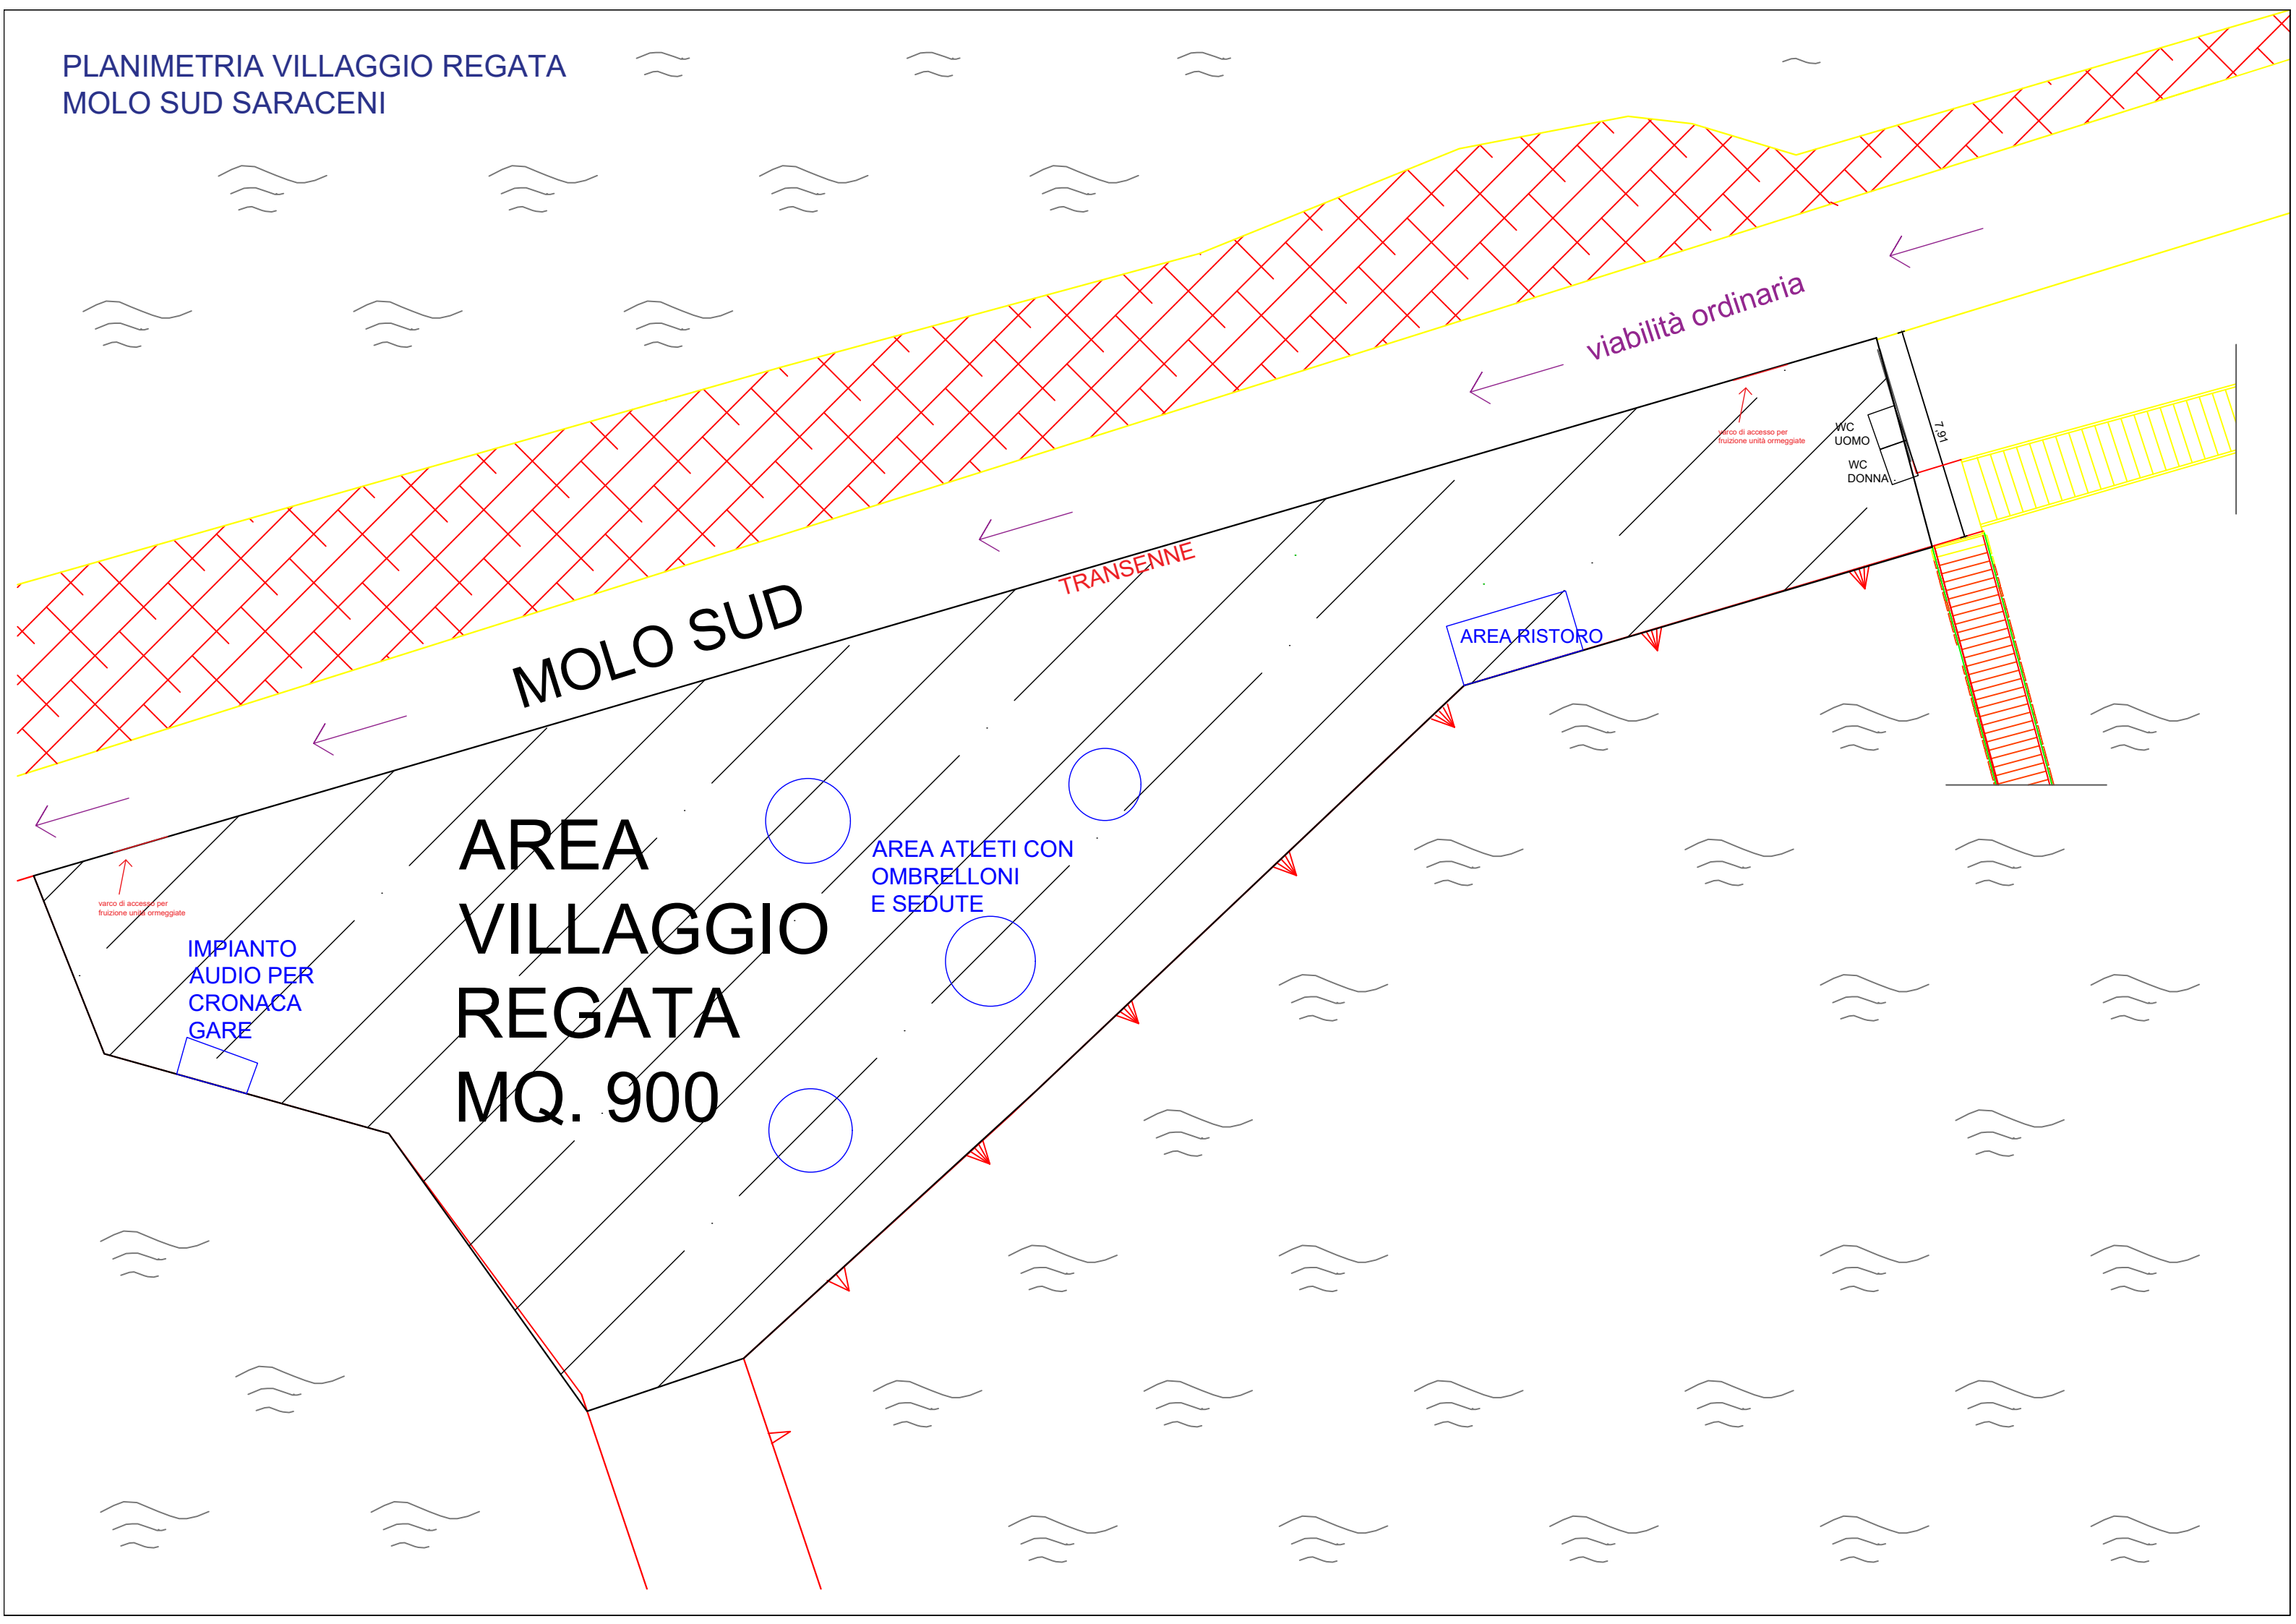 PLANIMETRIA VILLAGGIO REGATA
MOLO SUD SARACENI
viabilità ordinaria
varco di accesso per
fruizione unità ormeggiate
WC
UOMO
WC
DONNA
7.91
TRANSENNE
MOLO SUD
AREA RISTORO
AREA
VILLAGGIO
REGATA
MQ. 900
AREA ATLETI CON
OMBRELLONI
E SEDUTE
varco di accesso per
fruizione unità ormeggiate
IMPIANTO
AUDIO PER
CRONACA
GARE